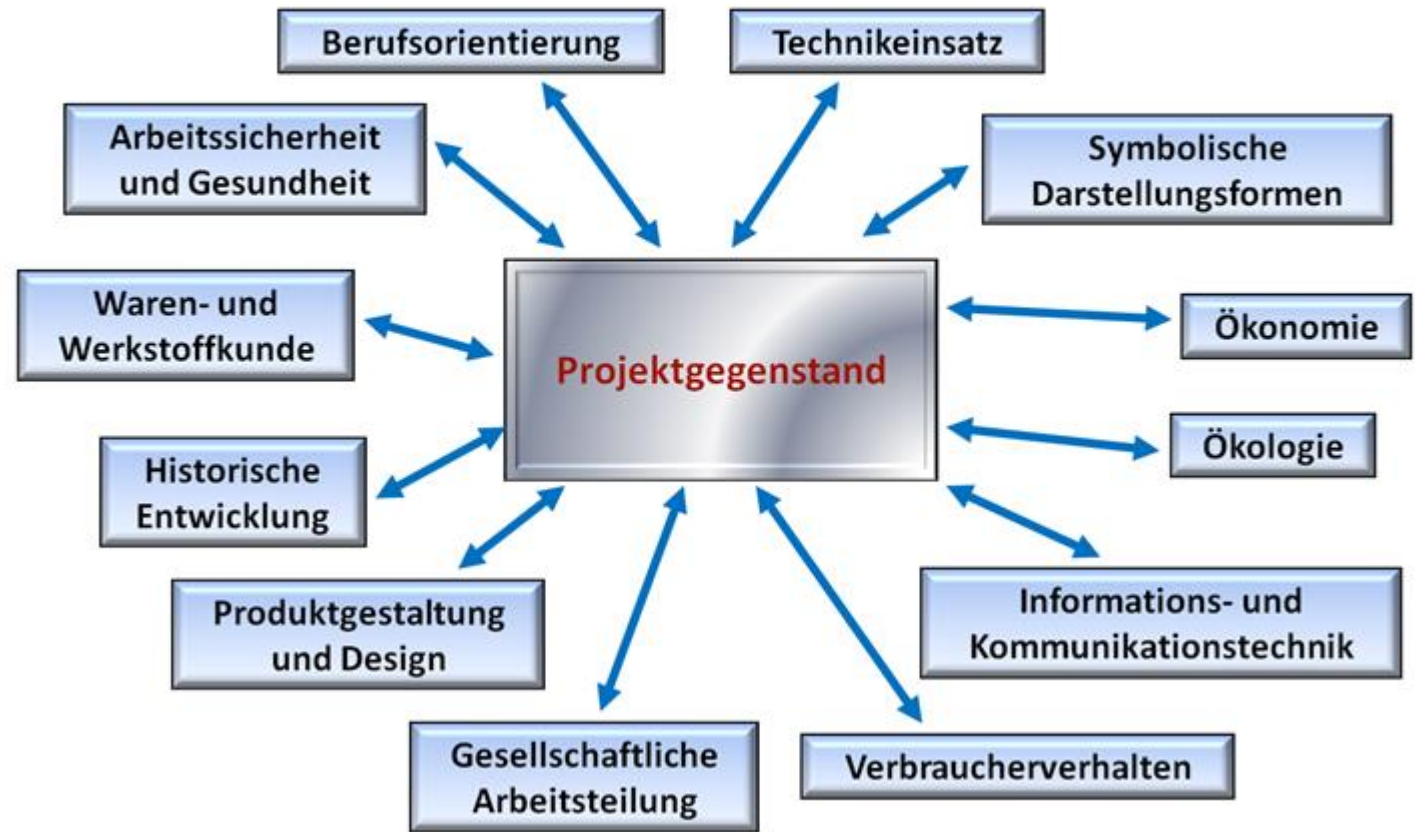 Berufsorientierung
Technikeinsatz
Arbeitssicherheit
und Gesundheit
Symbolische
Darstellungsformen
Waren- und
Werkstoffkunde
Ökonomie
Projektgegenstand
Historische
Entwicklung
Ökologie
Produktgestaltung
und Design
Informations- und
Kommunikationstechnik
Gesellschaftliche
Arbeitsteilung
Verbraucherverhalten